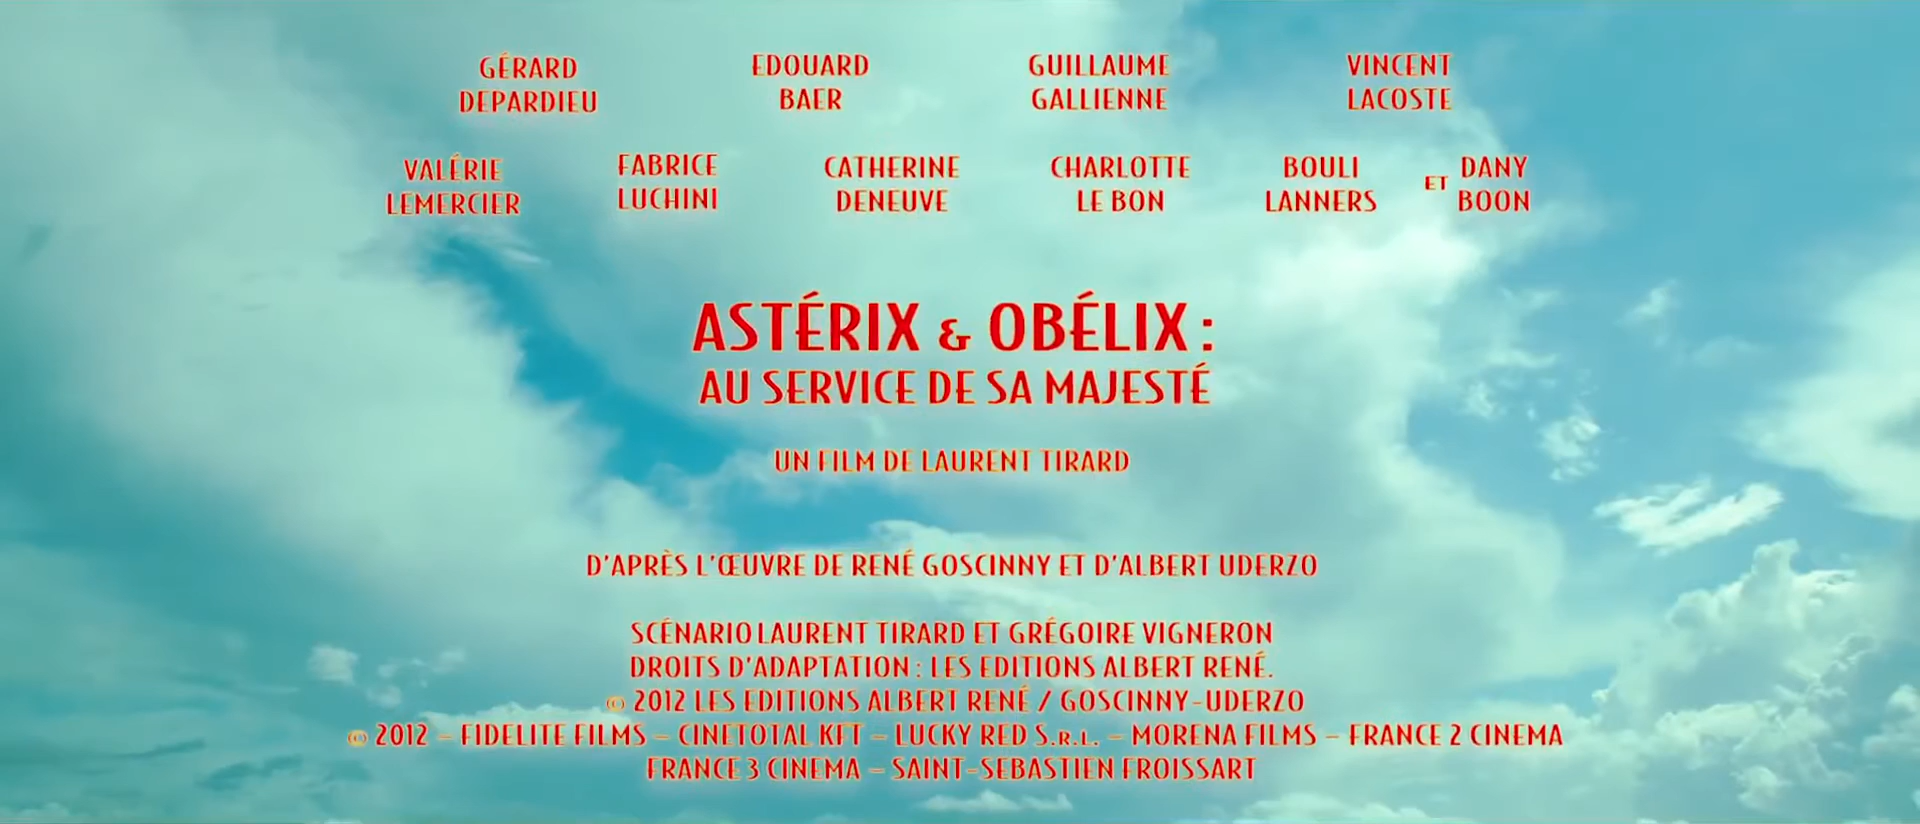 GÉRARD DEPARDIEU
EDOUARD BAER
GUILLAUME GALLIENNE
VINCENT LACOSTE
VALÉRIE LEMERCIER
FABRICE LUCHINI
CATHERINE DENEUVE
CHARLOTTE LE BON
BOULI LANNERS
ET DANY BOON
ASTÉRIX & OBÉLIX :
AU SERVICE DE SA MAJESTÉ
UN FILM DE LAURENT TIRARD
D'APRÈS L'ŒUVRE DE RENÉ GOSCINNY ET D'ALBERT UDERZO
SCÉNARIO LAURENT TIRARD ET GRÉGOIRE VIGNERON
DROITS D'ADAPTATION : LES EDITIONS ALBERT RENÉ.
© 2012 LES EDITIONS ALBERT RENÉ / GOSCINNY-UDERZO
© 2012 – FIDELITE FILMS – CINETOTAL KFT – LUCKY RED S.R.L. – MORENA FILMS – FRANCE 2 CINEMA
FRANCE 3 CINEMA – SAINT-SEBASTIEN FROISSART